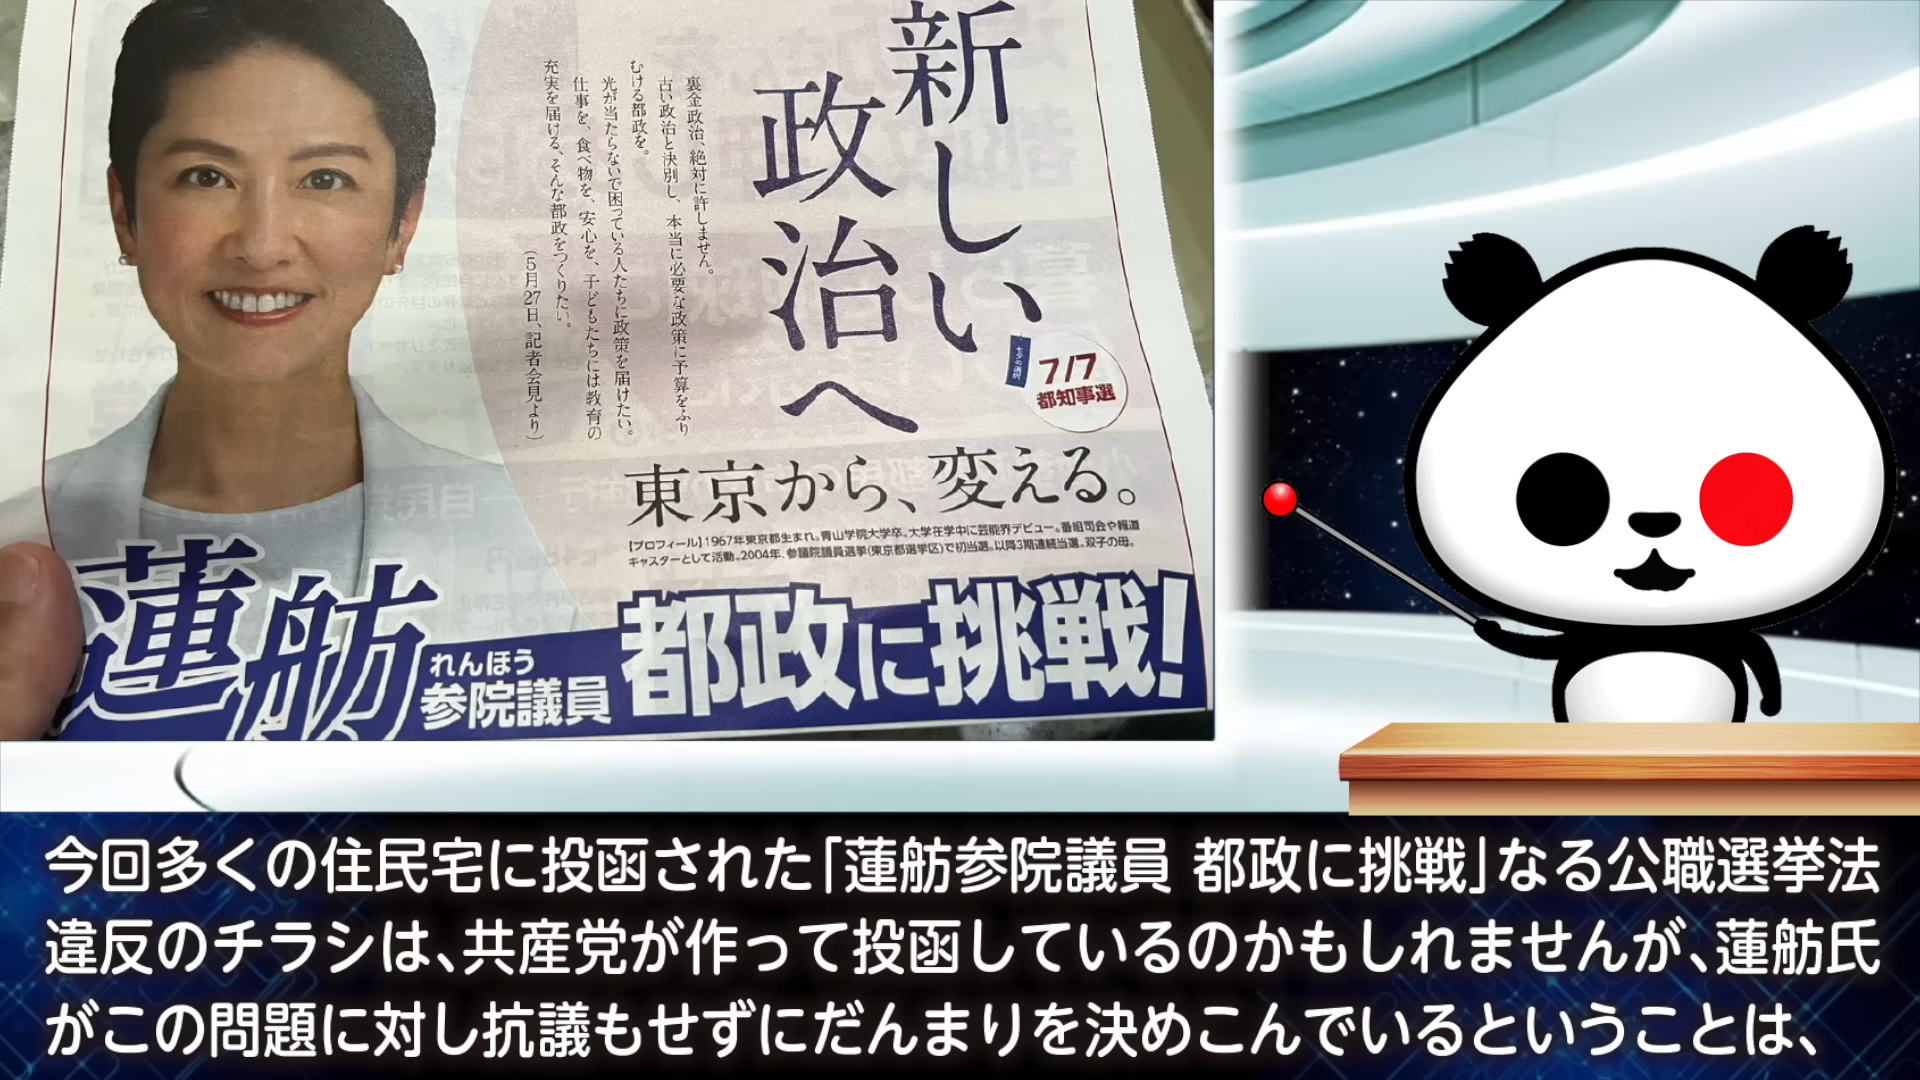 新しい
政治へ
裏金政治、絶対に許しません。
古い政治と決別し、本当に必要な政策に予算をふり
むける都政を。
光が当たらないで困っている人たちに政策を届けたい。
仕事を、食べ物を、安心を、子どもたちには教育の
充実を届ける、そんな都政をつくりたい。
(5月27日、記者会見より)
七夕の選択
7/7
都知事選
東京から、変える。
【プロフィール】1967年東京都生まれ。青山学院大学卒。大学在学中に芸能界デビュー。番組司会や報道
キャスターとして活動。2004年、参議院議員選挙(東京都選挙区)で初当選。以降3期連続当選。双子の母。
蓮舫
れんほう
参院議員
都政に挑戦!
今回多くの住民宅に投函された「蓮舫参院議員 都政に挑戦」なる公職選挙法
違反のチラシは、共産党が作って投函しているのかもしれませんが、蓮舫氏
がこの問題に対し抗議もせずにだんまりを決めこんでいるということは、